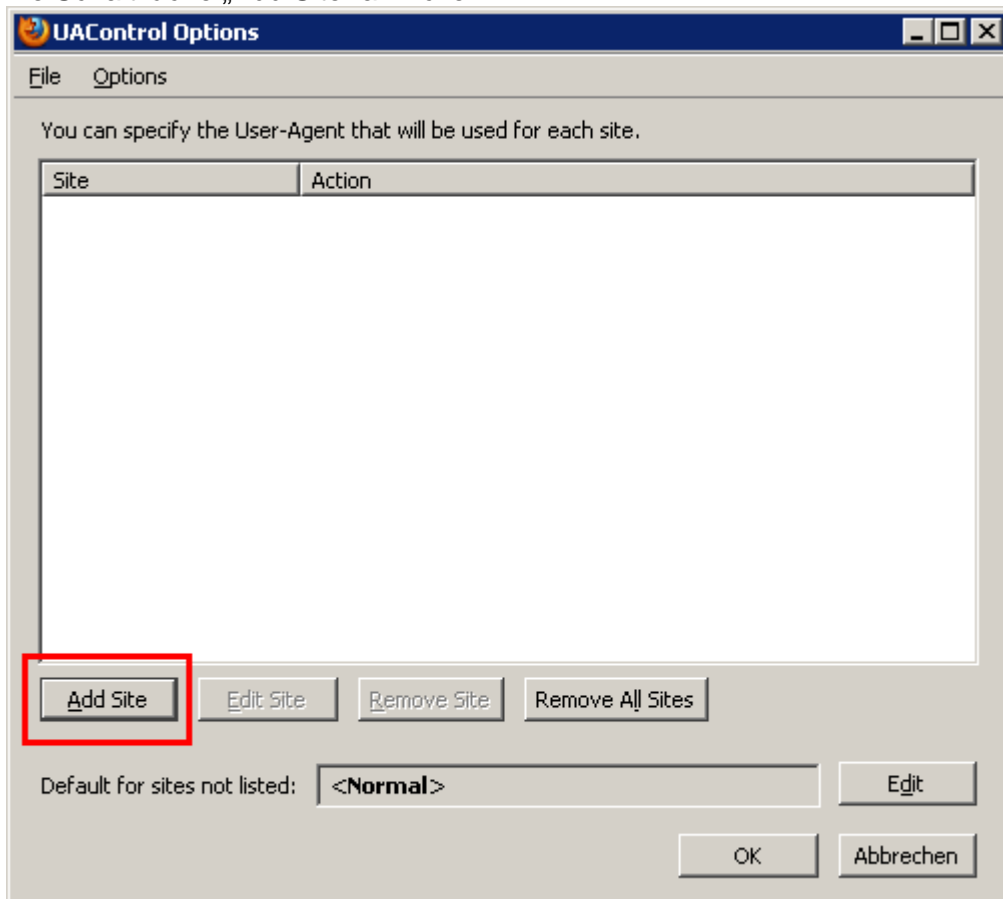 UAControl Options
File Options
You can specify the User-Agent that will be used for each site.
Site Action
Add Site Edit Site Remove Site Remove All Sites
Default for sites not listed: <Normal> Edit
OK Abbrechen